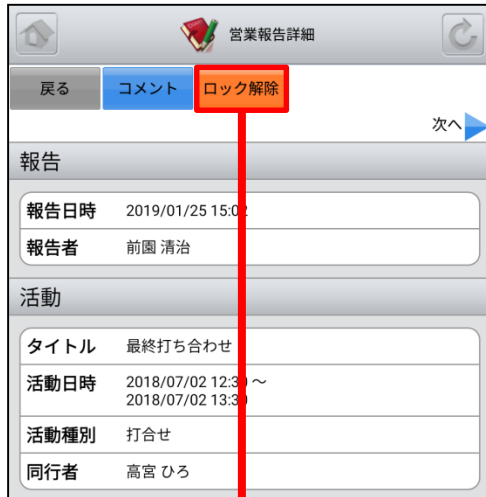 営業報告詳細
戻る コメント ロック解除
次へ
報告
報告日時 2019/01/25 15:02
報告者 前園 清治
活動
タイトル 最終打ち合わせ
活動日時 2018/07/02 12:30 ～
2018/07/02 13:30
活動種別 打合せ
同行者 高宮 ひろ